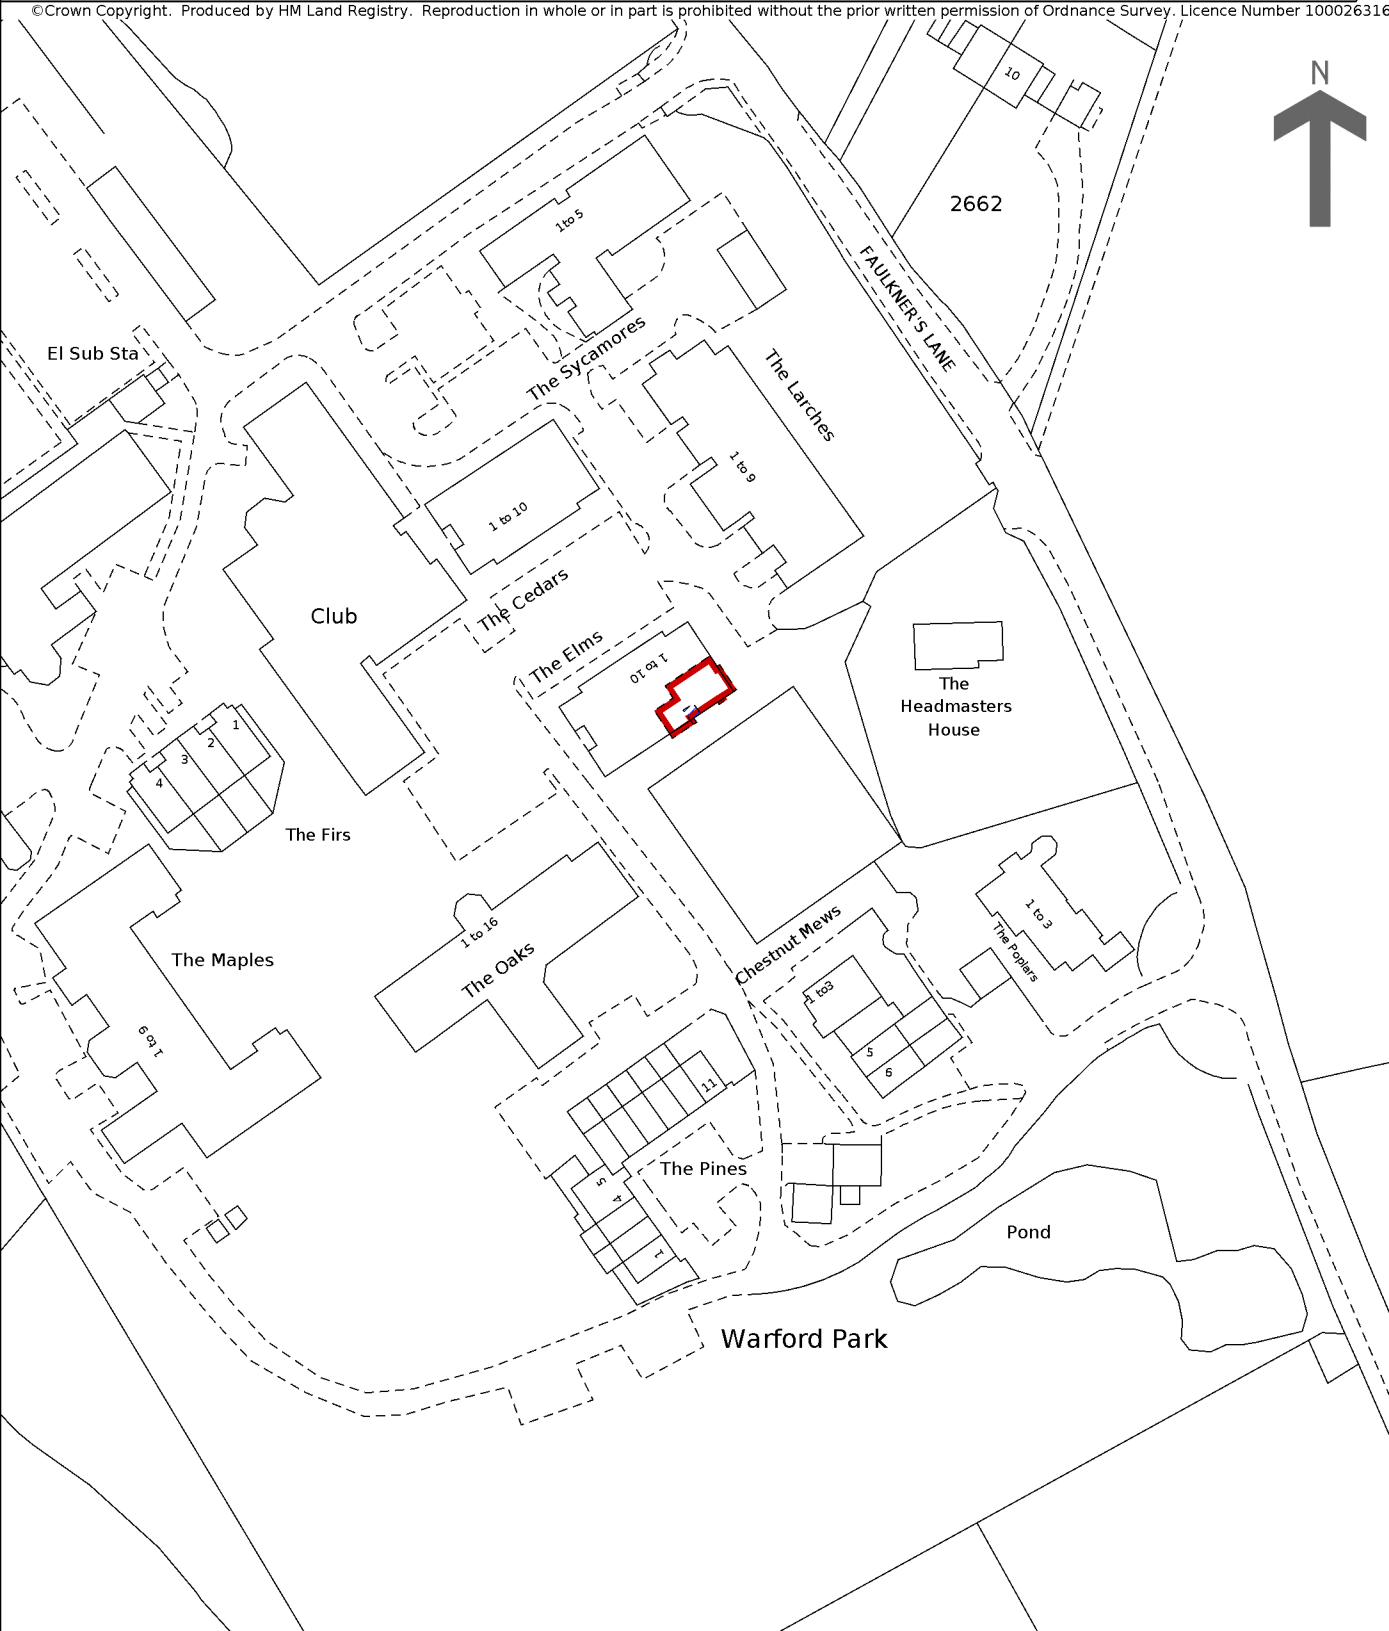 ©Crown Copyright. Produced by HM Land Registry. Reproduction in whole or in part is prohibited without the prior written permission of Ordnance Survey. Licence Number 100026316
N
10
2662
1to 5
FAULKNER'S LANE
El Sub Sta
The Sycamores
The Larches
1 to 9
1 to 10
The Cedars
Club
The Elms
1 to 10
The
Headmasters
House
1
2
3
4
The Firs
1 to 16
The Oaks
The Maples
1 to 9
Chestnut Mews
1 to3
5
6
1 to 3
The Poplars
11
The Pines
5
4
1
Pond
Warford Park